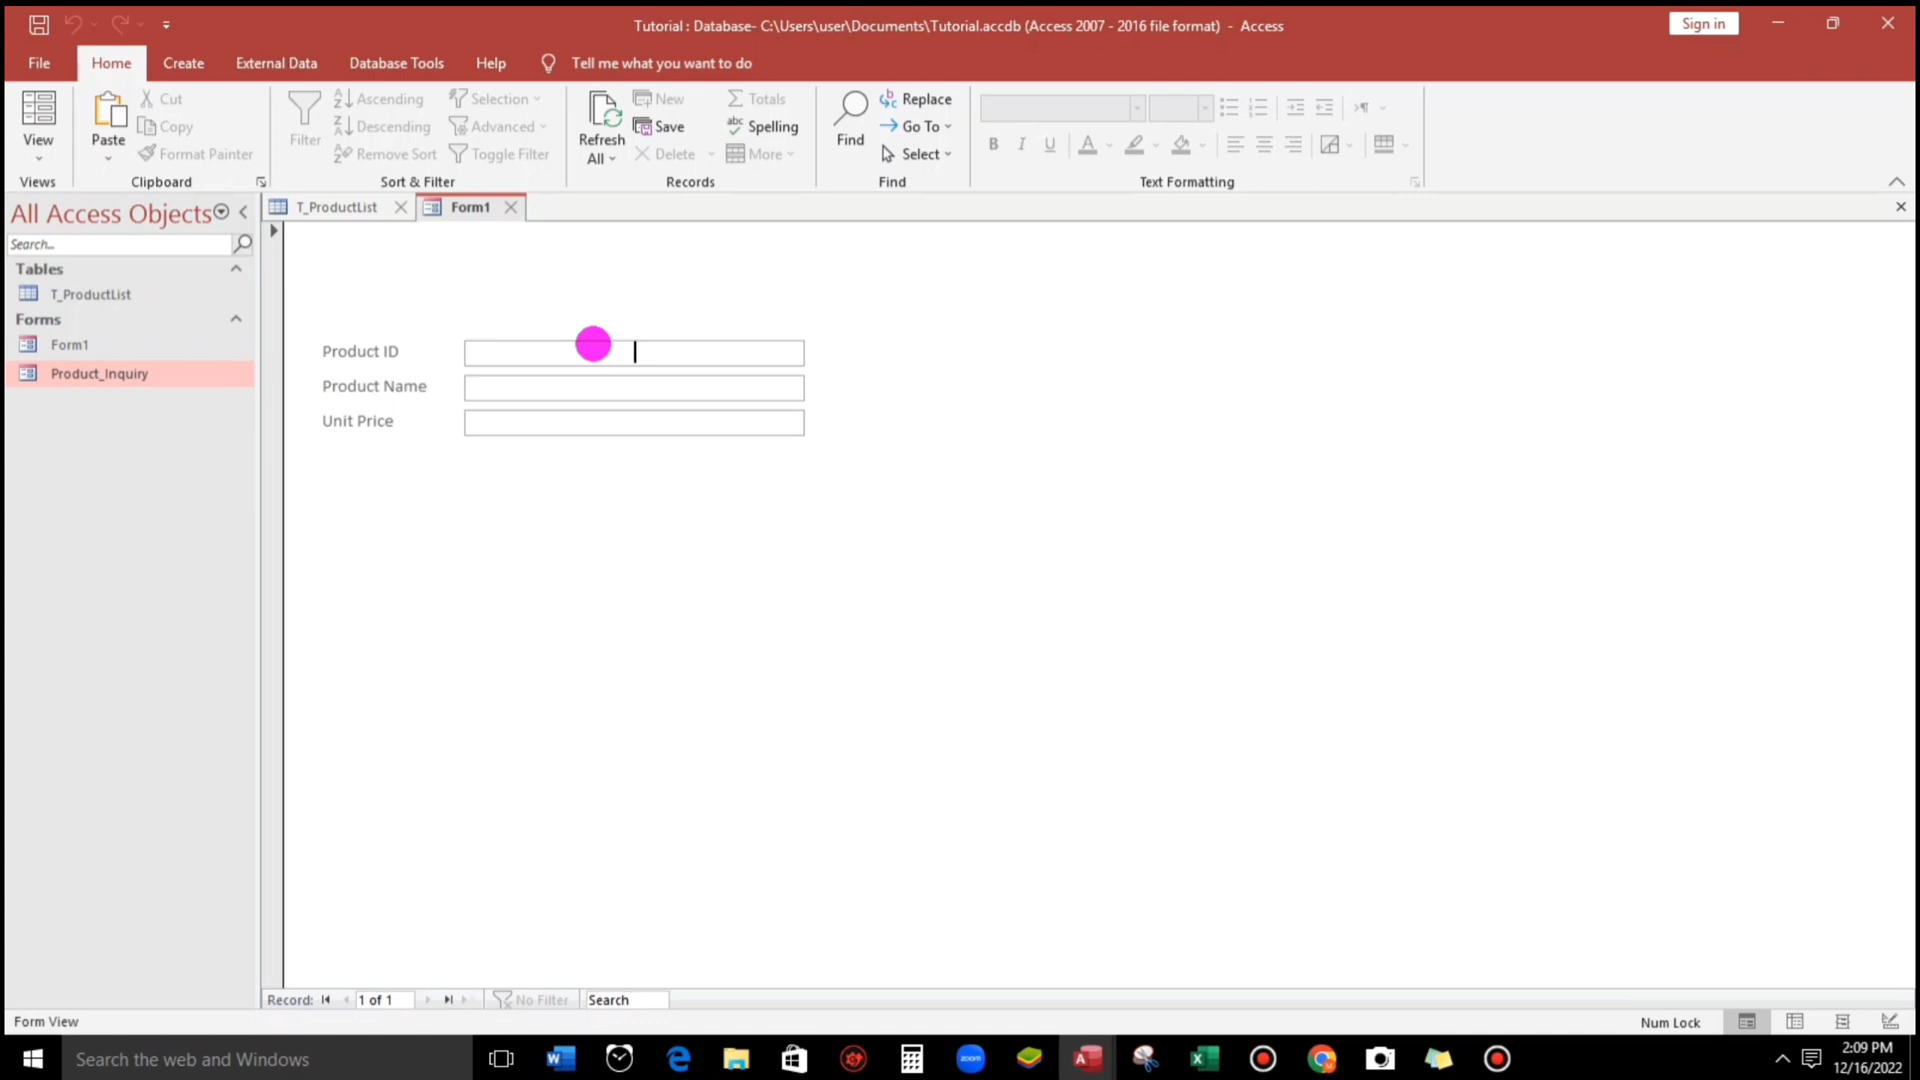 Tutorial : Database- C:\Users\user\Documents\Tutorial.accdb (Access 2007 - 2016 file format) - Access
Sign in
File
Home
Create
External Data
Database Tools
Help
Tell me what you want to do
View
Views
Paste
Cut
Copy
Format Painter
Clipboard
Filter
Ascending
Descending
Remove Sort
Selection
Advanced
Toggle Filter
Sort & Filter
Refresh
All
New
Save
Delete
Totals
Spelling
More
Records
Find
Replace
Go To
Select
Find
B I U A
Text Formatting
All Access Objects
Search...
Tables
T_ProductList
Forms
Form1
Product_Inquiry
T_ProductList
Form1
Product ID
Product Name
Unit Price
Record:
1 of 1
No Filter
Search
Form View
Num Lock
Search the web and Windows
zoom
2:09 PM
12/16/2022